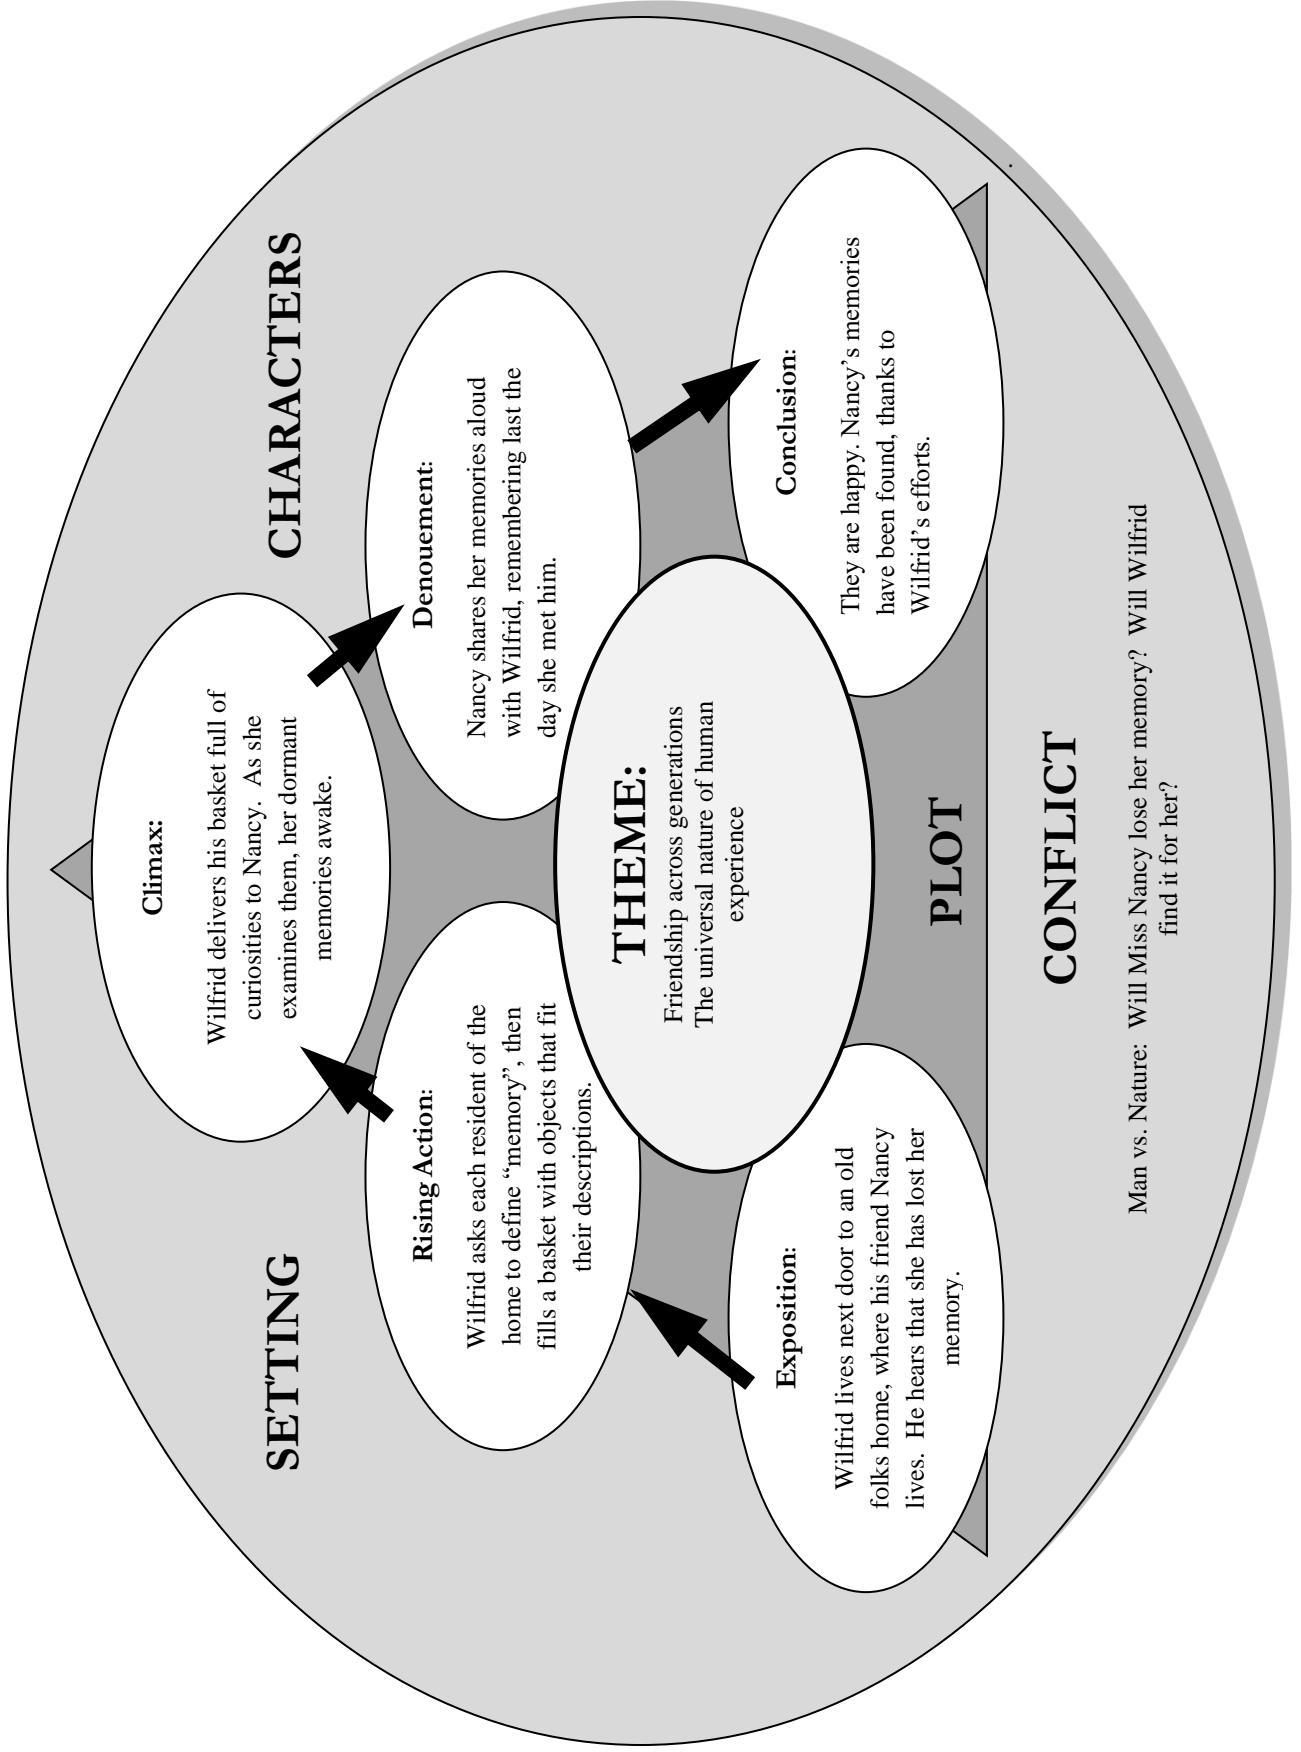 Climax:
Wilfrid delivers his basket full of
curiosities to Nancy.  As she
examines them, her dormant
memories awake.
SETTING
CHARACTERS
Rising Action:
Wilfrid asks each resident of the
home to define “memory”, then
fills a basket with objects that fit
their descriptions.
Denouement:
Nancy shares her memories aloud
with Wilfrid, remembering last the
day she met him.
THEME:
Friendship across generations
The universal nature of human
experience
Exposition:
Wilfrid lives next door to an old
folks home, where his friend Nancy
lives.  He hears that she has lost her
memory.
Conclusion:
They are happy. Nancy’s memories
have been found, thanks to
Wilfrid’s efforts.
PLOT
CONFLICT
Man vs. Nature:  Will Miss Nancy lose her memory?  Will Wilfrid
find it for her?